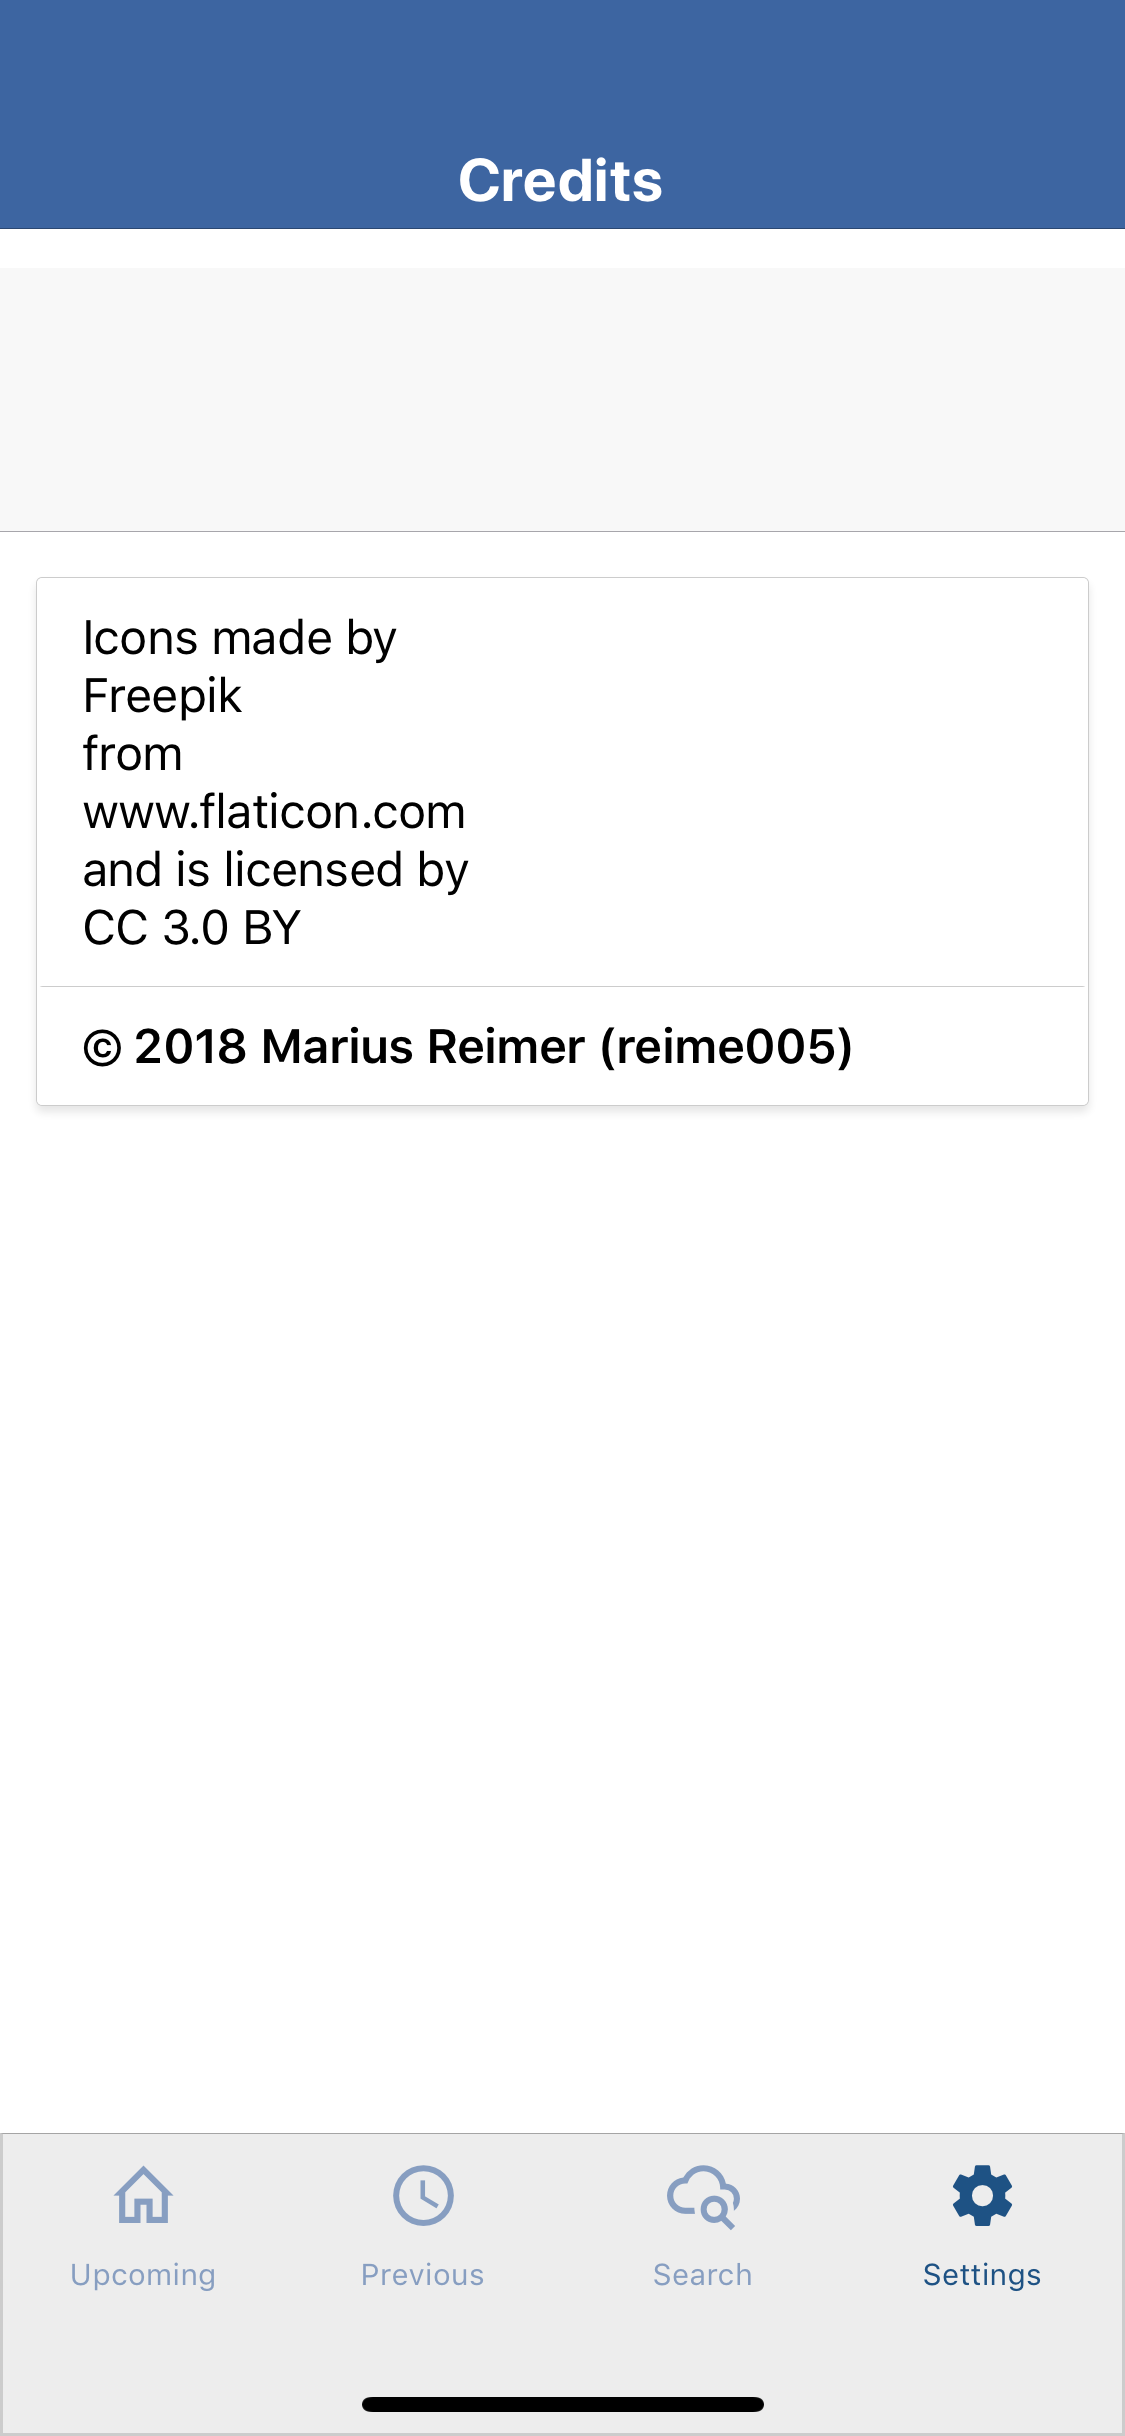 Credits
Icons made by
Freepik
from
www.flaticon.com
and is licensed by
CC 3.0 BY
© 2018 Marius Reimer (reime005)
Upcoming
Previous
Search
Settings